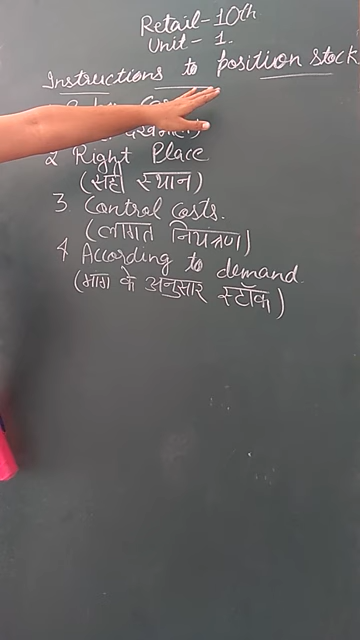 Retail-10th
Unit-1.
Instructions to position stock
2 Right Place
(सही स्थान)
3. Control costs.
(लागत नियंत्रण)
4 According to demand
(मांग के अनुसार स्टॉक)